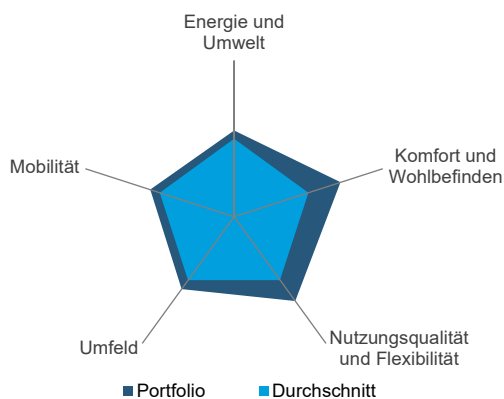 Energie und
Umwelt
Komfort und
Wohlbefinden
Mobilität
Umfeld
Nutzungsqualität
und Flexibilität
Portfolio
Durchschnitt